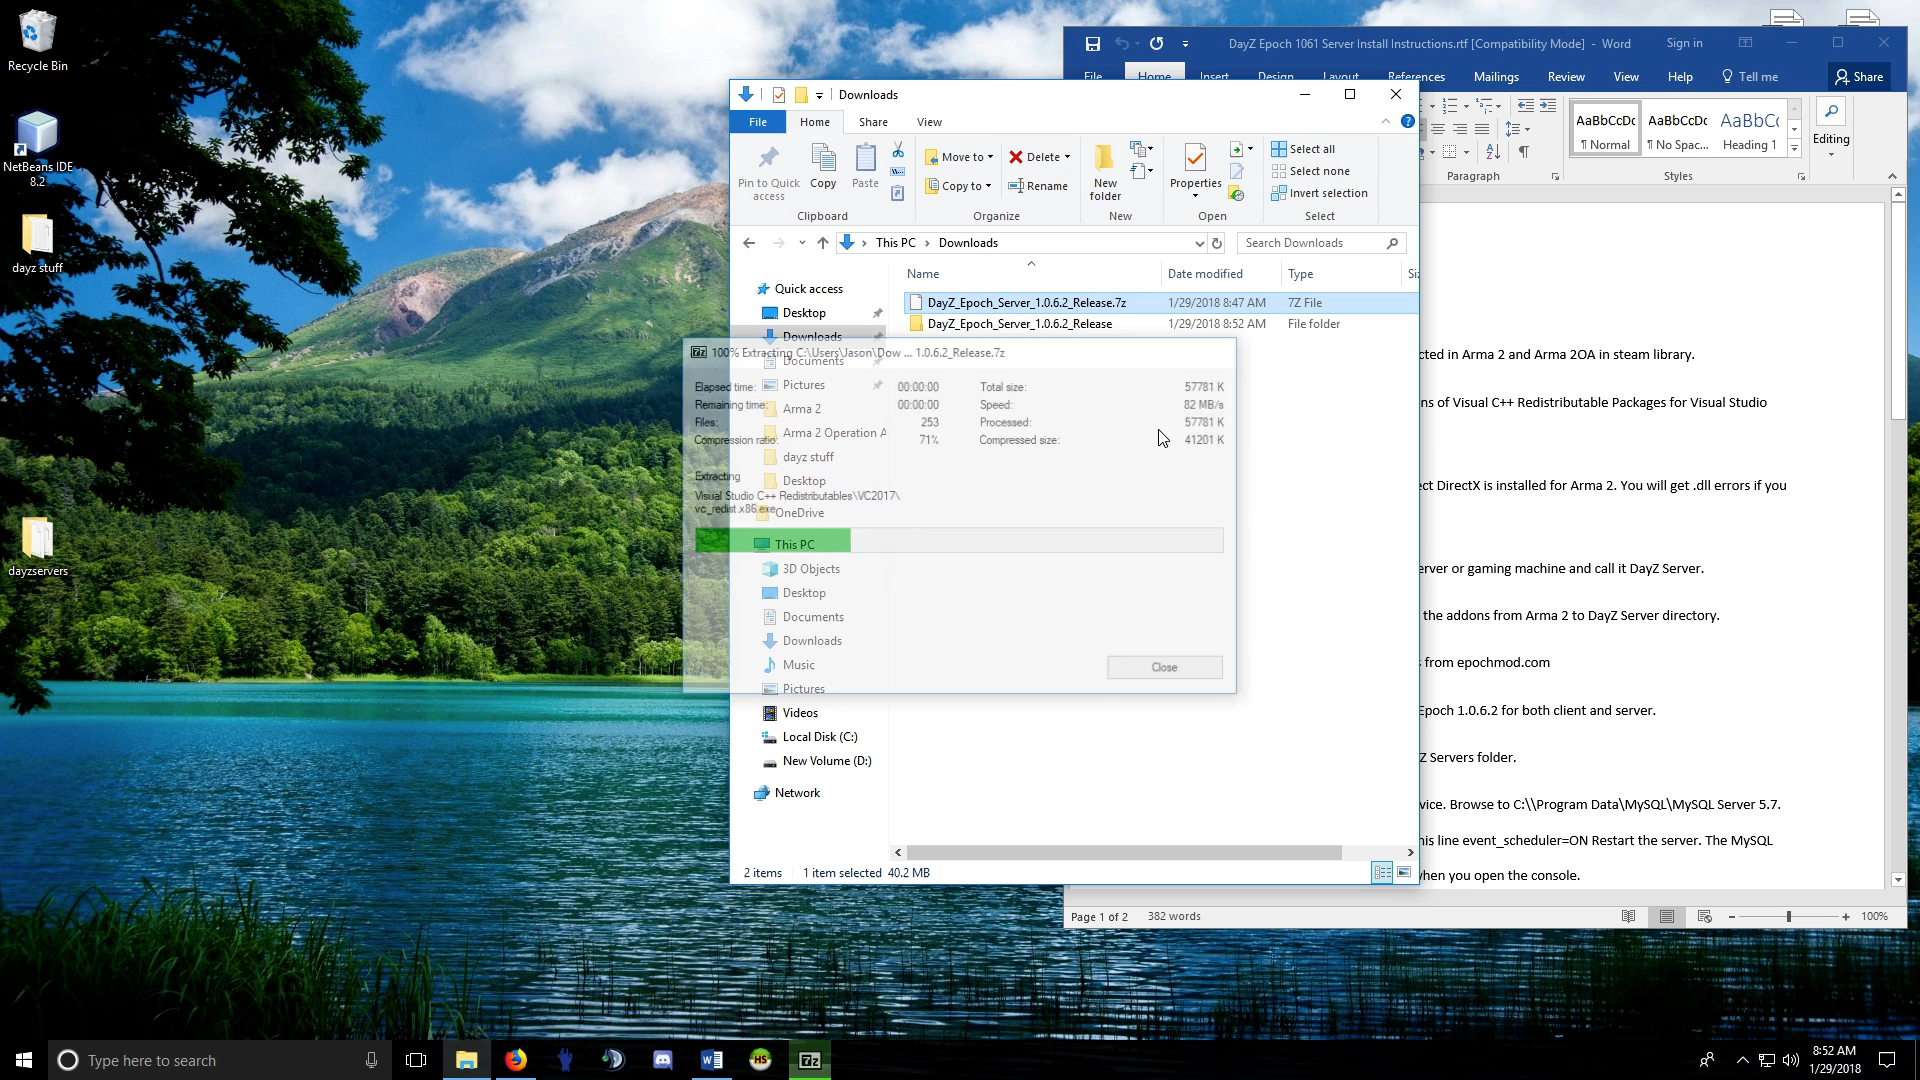 Recycle Bin
NetBeans IDE
8.2
dayz stuff
dayzservers
DayZ Epoch 1061 Server Install Instructions.rtf [Compatibility Mode] - Word
Sign in
File
Home
Insert
Design
Layout
References
Mailings
Review
View
Help
Tell me
Share
AaBbCcDc
AaBbCcDc
AaBbCc
¶ Normal
¶ No Spac...
Heading 1
Editing
Paragraph
Styles
cted in Arma 2 and Arma 2OA in steam library.
ns of Visual C++ Redistributable Packages for Visual Studio
ct DirectX is installed for Arma 2. You will get .dll errors if you
erver or gaming machine and call it DayZ Server.
the addons from Arma 2 to DayZ Server directory.
s from epochmod.com
Epoch 1.0.6.2 for both client and server.
Z Servers folder.
vice. Browse to C:\\Program Data\MySQL\MySQL Server 5.7.
his line event_scheduler=ON Restart the server. The MySQL
when you open the console.
Page 1 of 2
382 words
100%
Downloads
File
Home
Share
View
Pin to Quick
access
Copy
Paste
Move to
Copy to
Delete
Rename
New
folder
Properties
Select all
Select none
Invert selection
Clipboard
Organize
New
Open
Select
This PC
Downloads
Search Downloads
Name
Date modified
Type
Siz
DayZ_Epoch_Server_1.0.6.2_Release.7z
1/29/2018 8:47 AM
7Z File
DayZ_Epoch_Server_1.0.6.2_Release
1/29/2018 8:52 AM
File folder
Quick access
Desktop
Downloads
Documents
Pictures
Arma 2
Arma 2 Operation A
dayz stuff
Desktop
OneDrive
This PC
3D Objects
Desktop
Documents
Downloads
Music
Pictures
Videos
Local Disk (C:)
New Volume (D:)
Network
2 items
1 item selected 40.2 MB
100% Extracting C:\Users\Jason\Dow ... 1.0.6.2_Release.7z
Elapsed time:
00:00:00
Total size:
57781 K
Remaining time:
00:00:00
Speed:
82 MB/s
Files:
253
Processed:
57781 K
Compression ratio:
71%
Compressed size:
41201 K
Extracting
Visual Studio C++ Redistributables\VC2017\
vc_redist.x86.exe
Close
Type here to search
W
HS
7z
8:52 AM
1/29/2018